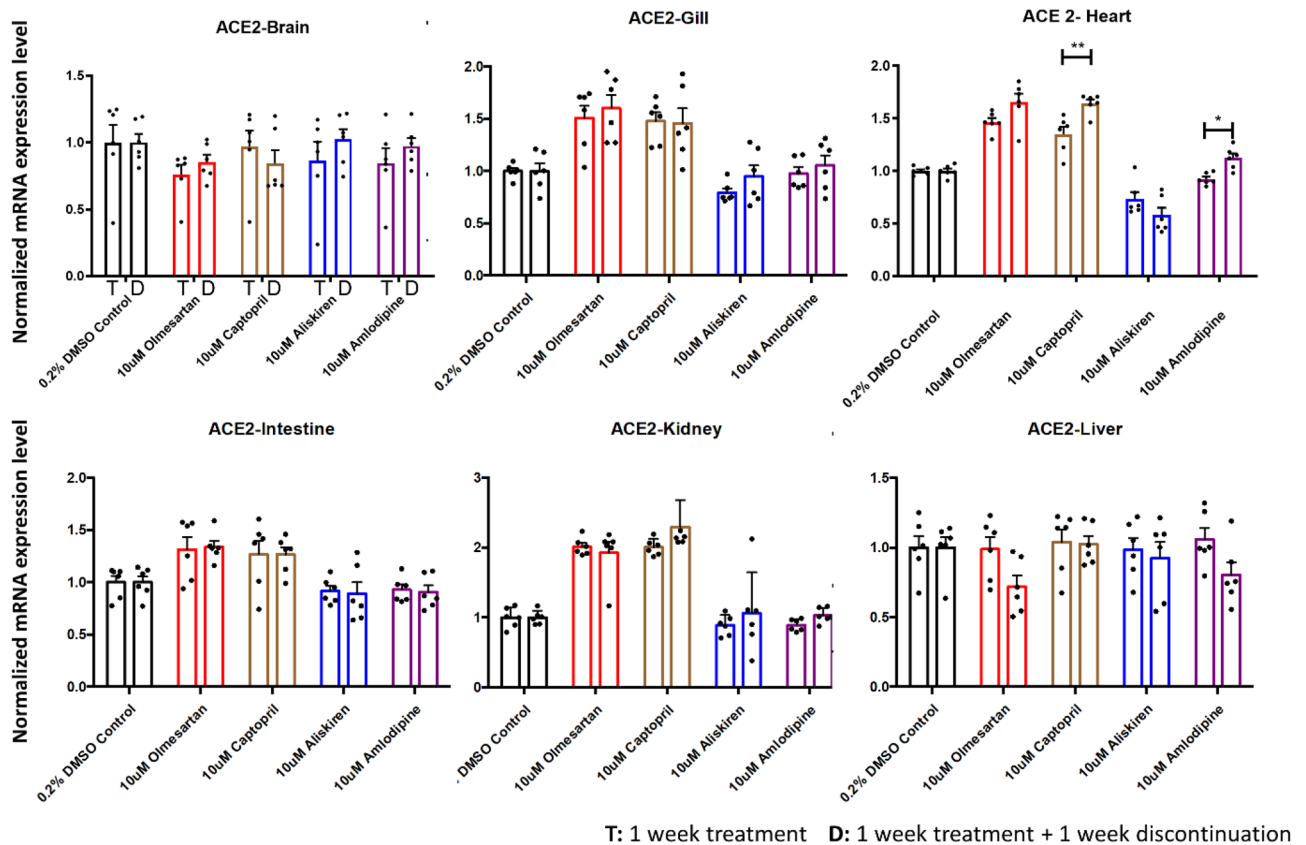 ACE2-Brain
Normalized mRNA expression level
1.5
1.0
0.5
0.0
T D T D T D T D T D
0.2% DMSO Control
10uM Olmesartan
10uM Captopril
10uM Aliskiren
10uM Amlodipine
ACE2-Gill
2.0
1.5
1.0
0.5
0.0
0.2% DMSO Control
10uM Olmesartan
10uM Captopril
10uM Aliskiren
10uM Amlodipine
ACE 2- Heart
2.0
1.5
1.0
0.5
0.0
**
*
0.2% DMSO Control
10uM Olmesartan
10uM Captopril
10uM Aliskiren
10uM Amlodipine
ACE2-Intestine
Normalized mRNA expression level
2.0
1.5
1.0
0.5
0.0
0.2% DMSO Control
10uM Olmesartan
10uM Captopril
10uM Aliskiren
10uM Amlodipine
ACE2-Kidney
3
2
1
0
DMSO Control
10uM Olmesartan
10uM Captopril
10uM Aliskiren
10uM Amlodipine
ACE2-Liver
1.5
1.0
0.5
0.0
0.2% DMSO Control
10uM Olmesartan
10uM Captopril
10uM Aliskiren
10uM Amlodipine
T: 1 week treatment D: 1 week treatment + 1 week discontinuation